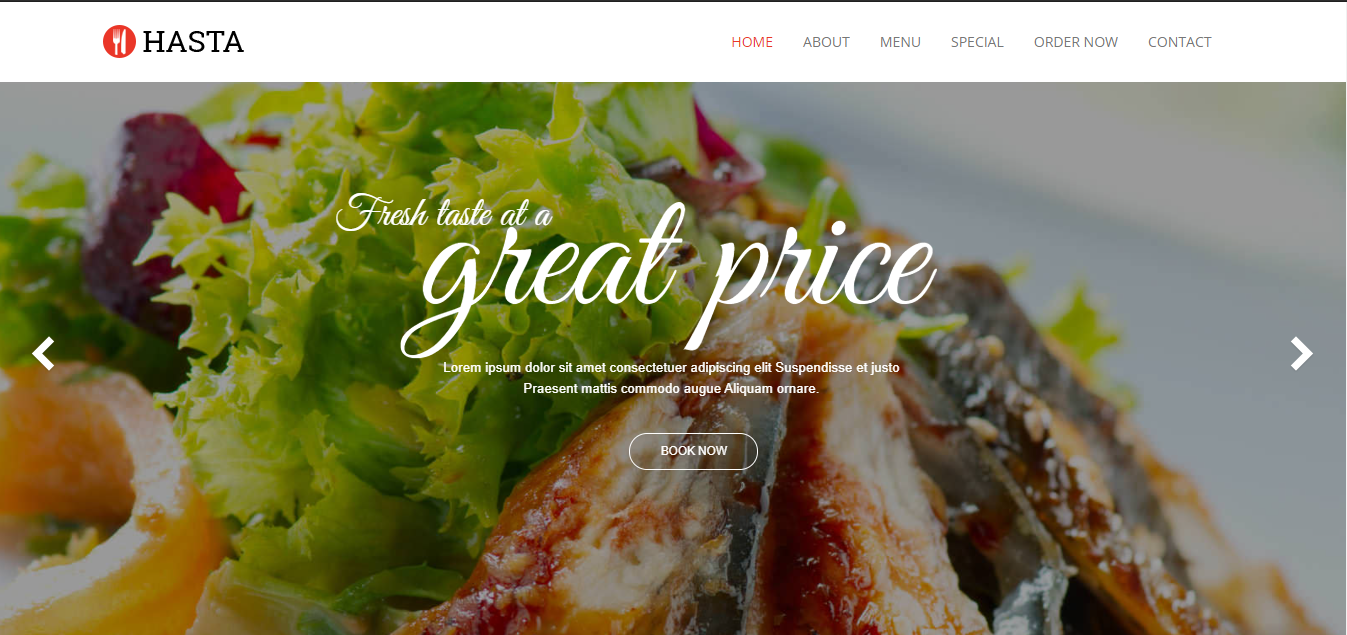 HASTA
HOME ABOUT MENU SPECIAL ORDER NOW CONTACT
Fresh taste at a
great price
Lorem ipsum dolor sit amet consectetuer adipiscing elit Suspendisse et justo
Praesent mattis commodo augue Aliquam ornare.
BOOK NOW